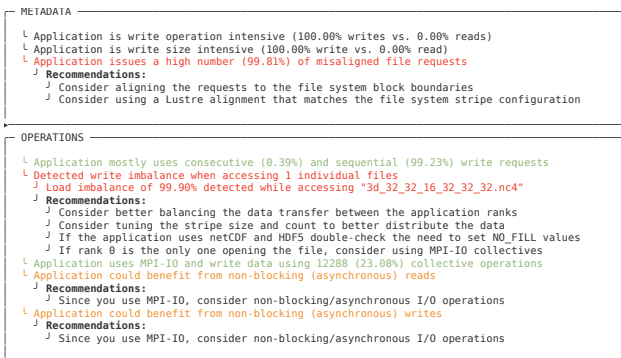 METADATA
└ Application is write operation intensive (100.00% writes vs. 0.00% reads)
└ Application is write size intensive (100.00% write vs. 0.00% read)
└ Application issues a high number (99.81%) of misaligned file requests
┘ Recommendations:
┘ Consider aligning the requests to the file system block boundaries
┘ Consider using a Lustre alignment that matches the file system stripe configuration
OPERATIONS
└ Application mostly uses consecutive (0.39%) and sequential (99.23%) write requests
└ Detected write imbalance when accessing 1 individual files
┘ Load imbalance of 99.90% detected while accessing "3d_32_32_16_32_32_32.nc4"
┘ Recommendations:
┘ Consider better balancing the data transfer between the application ranks
┘ Consider tuning the stripe size and count to better distribute the data
┘ If the application uses netCDF and HDF5 double-check the need to set NO_FILL values
┘ If rank 0 is the only one opening the file, consider using MPI-IO collectives
└ Application uses MPI-IO and write data using 12288 (23.08%) collective operations
└ Application could benefit from non-blocking (asynchronous) reads
┘ Recommendations:
┘ Since you use MPI-IO, consider non-blocking/asynchronous I/O operations
└ Application could benefit from non-blocking (asynchronous) writes
┘ Recommendations:
┘ Since you use MPI-IO, consider non-blocking/asynchronous I/O operations